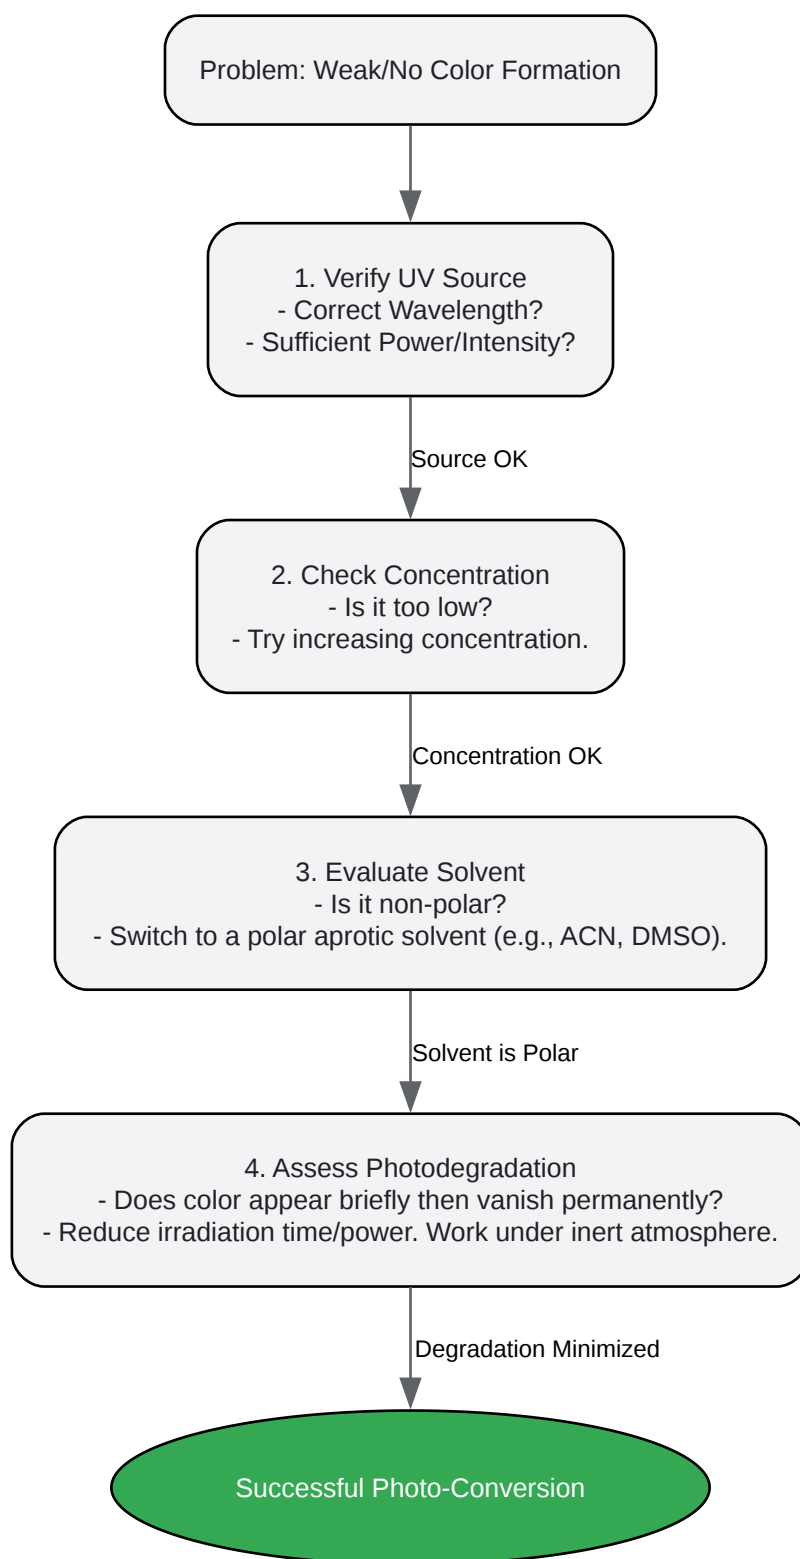 Problem: Weak/No Color Formation
1. Verify UV Source
- Correct Wavelength?
- Sufficient Power/Intensity?
Source OK
2. Check Concentration
- Is it too low?
- Try increasing concentration.
Concentration OK
3. Evaluate Solvent
- Is it non-polar?
- Switch to a polar aprotic solvent (e.g., ACN, DMSO).
Solvent is Polar
4. Assess Photodegradation
- Does color appear briefly then vanish permanently?
- Reduce irradiation time/power. Work under inert atmosphere.
Degradation Minimized
Successful Photo-Conversion